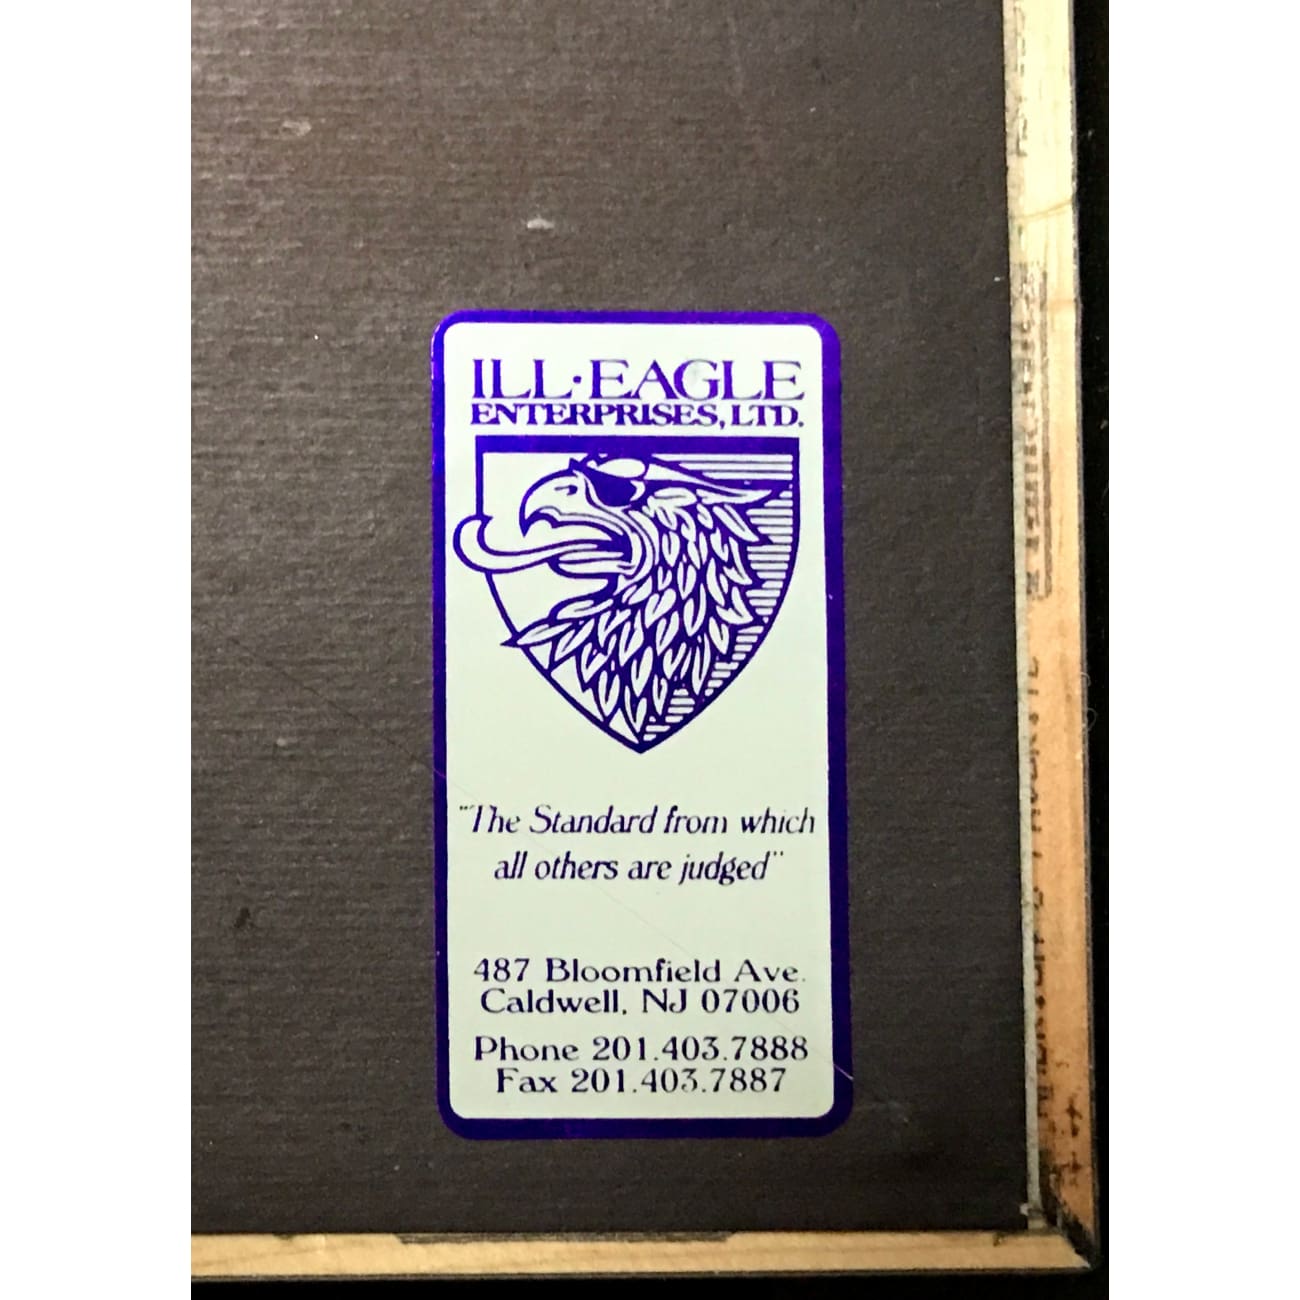 ILL·EAGLE
ENTERPRISES, LTD.
"The Standard from which
all others are judged"
487 Bloomfield Ave.
Caldwell, NJ 07006
Phone 201.403.7888
Fax 201.403.7887